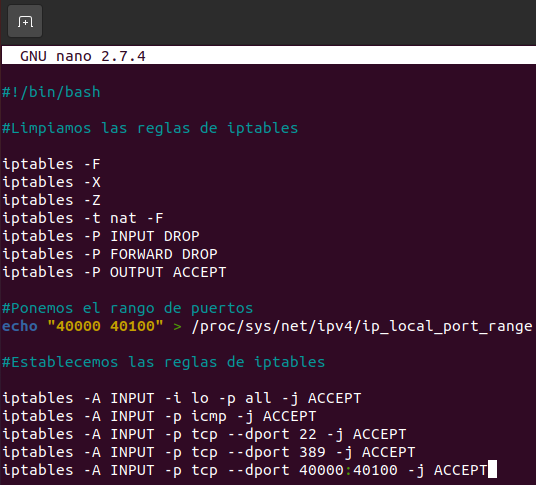 GNU nano 2.7.4
#!/bin/bash
#Limpiamos las reglas de iptables
iptables -F
iptables -X
iptables -Z
iptables -t nat -F
iptables -P INPUT DROP
iptables -P FORWARD DROP
iptables -P OUTPUT ACCEPT
#Ponemos el rango de puertos
echo "40000 40100" > /proc/sys/net/ipv4/ip_local_port_range
#Establecemos las reglas de iptables
iptables -A INPUT -i lo -p all -j ACCEPT
iptables -A INPUT -p icmp -j ACCEPT
iptables -A INPUT -p tcp --dport 22 -j ACCEPT
iptables -A INPUT -p tcp --dport 389 -j ACCEPT
iptables -A INPUT -p tcp --dport 40000:40100 -j ACCEPT